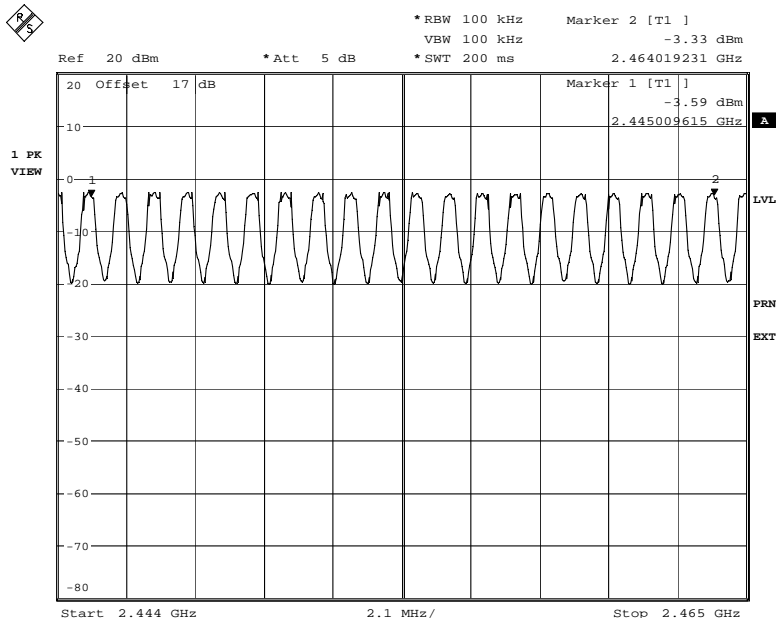 R S
* RBW 100 kHz Marker 2 [T1 ]
VBW 100 kHz -3.33 dBm
Ref 20 dBm * Att 5 dB * SWT 200 ms 2.464019231 GHz
20 Offset 17 dB Marker 1 [T1 ]
-3.59 dBm
10 2.445009615 GHz A
1 PK
VIEW
0 1 2
LVL
-10
-20
PRN
-30 EXT
-40
-50
-60
-70
-80
Start 2.444 GHz 2.1 MHz/ Stop 2.465 GHz